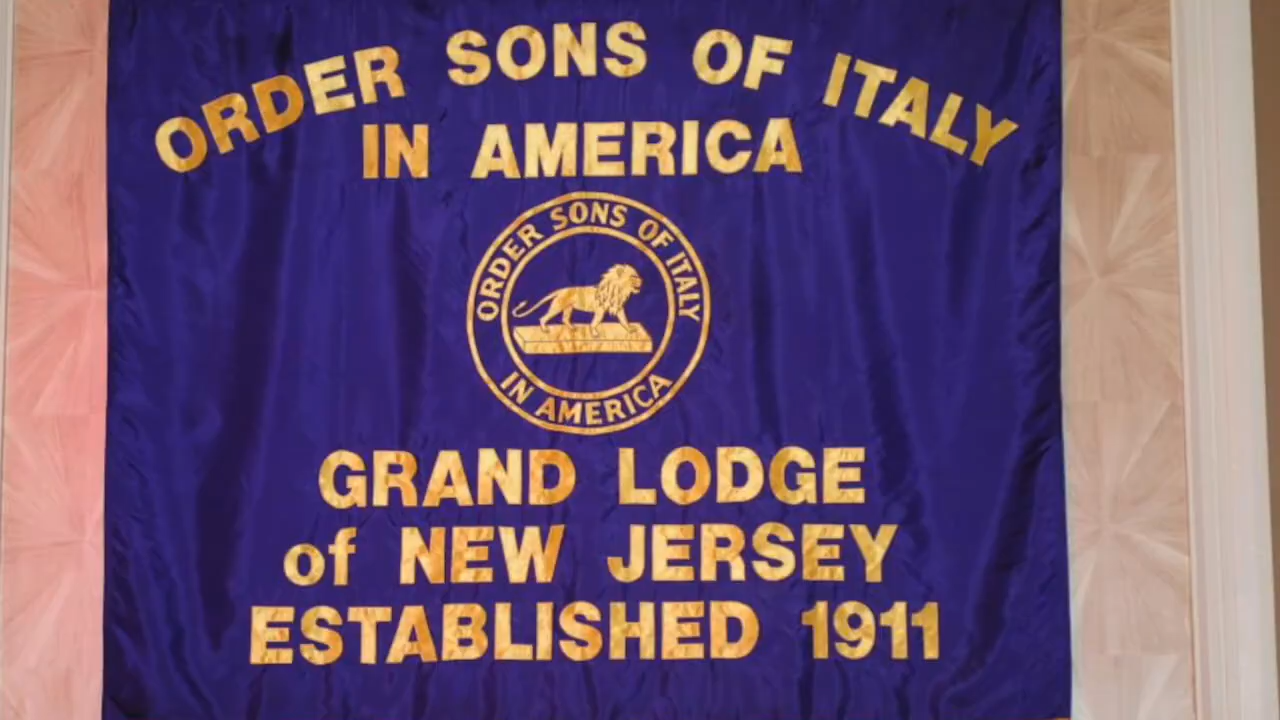 ORDER SONS OF ITALY
IN AMERICA
ORDER SONS OF ITALY
IN AMERICA
GRAND LODGE
of NEW JERSEY
ESTABLISHED 1911